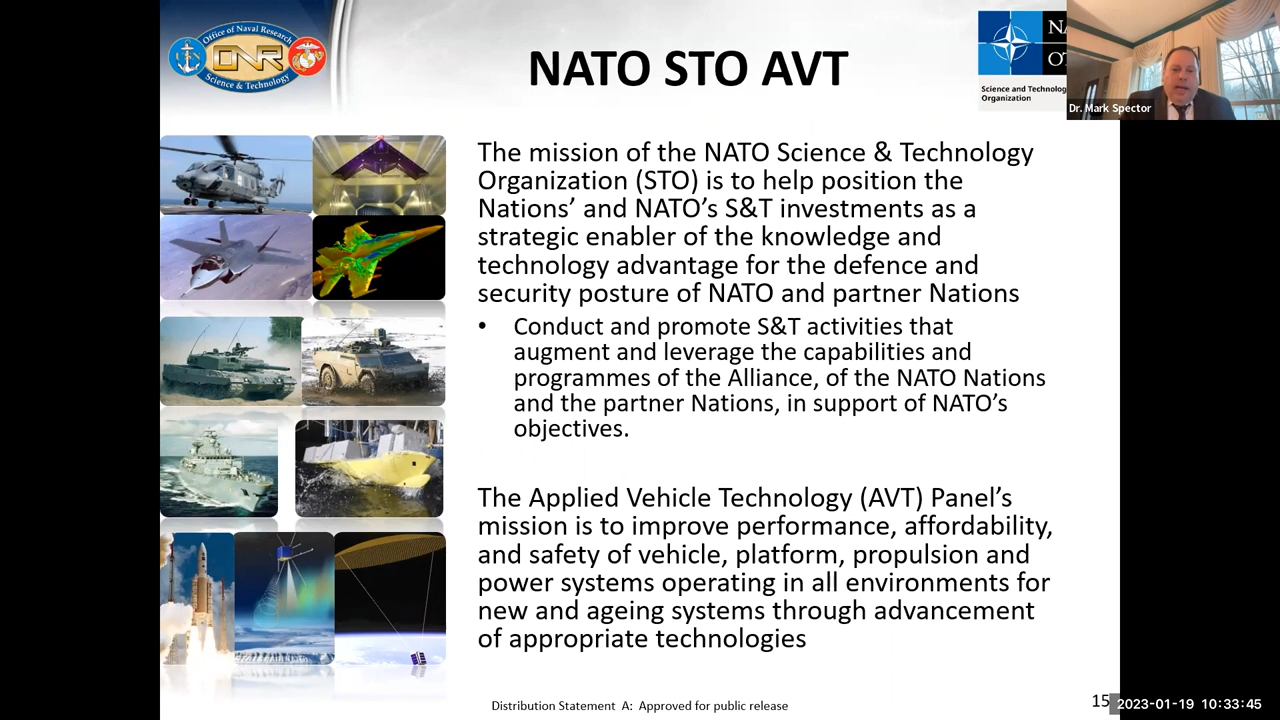 Office of Naval Research
ONR
Science & Technology
NATO STO AVT
Science and Technolog
Organization
Dr. Mark Spector
The mission of the NATO Science & Technology
Organization (STO) is to help position the
Nations’ and NATO’s S&T investments as a
strategic enabler of the knowledge and
technology advantage for the defence and
security posture of NATO and partner Nations
• Conduct and promote S&T activities that
augment and leverage the capabilities and
programmes of the Alliance, of the NATO Nations
and the partner Nations, in support of NATO’s
objectives.
The Applied Vehicle Technology (AVT) Panel’s
mission is to improve performance, affordability,
and safety of vehicle, platform, propulsion and
power systems operating in all environments for
new and ageing systems through advancement
of appropriate technologies
Distribution Statement A: Approved for public release
15
2023-01-19 10:33:45